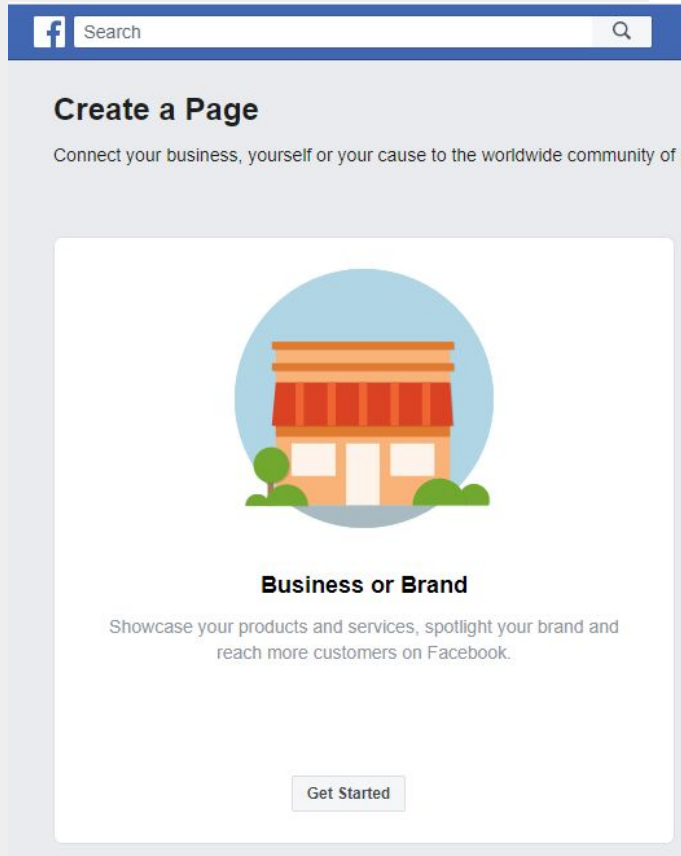 f Search
Create a Page
Connect your business, yourself or your cause to the worldwide community of
Business or Brand
Showcase your products and services, spotlight your brand and
reach more customers on Facebook.
Get Started